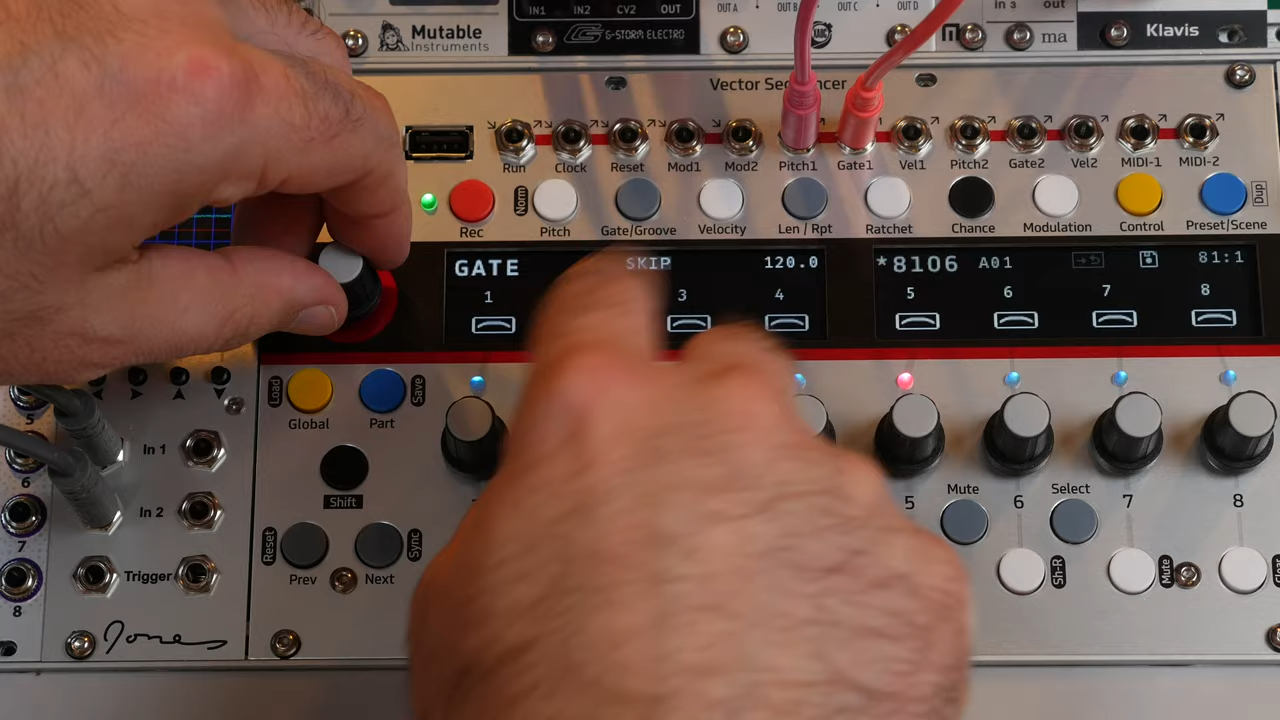 IN1 IN2 CV2 OUT
OUT A OUT B OUT C OUT D
In 3 out
Mutable
Instruments
G-STORM ELECTRO
ma
Klavis
Vector Sequencer
Run Clock Reset Mod1 Mod2 Pitch1 Gate1 Vel1 Pitch2 Gate2 Vel2 MIDI-1 MIDI-2
Norm
Dup
Rec Pitch Gate/Groove Velocity Len / Rpt Ratchet Chance Modulation Control Preset/Scene
GATE SKIP 120.0
*8106 A01 81:1
1 3 4 5 6 7 8
Load
Save
Global Part
Shift
Reset
Sync
Prev Next
5 6 7 8
Mute Select
Sh-R
Mute
In 1
In 2
Trigger
5
6
7
8
Jones